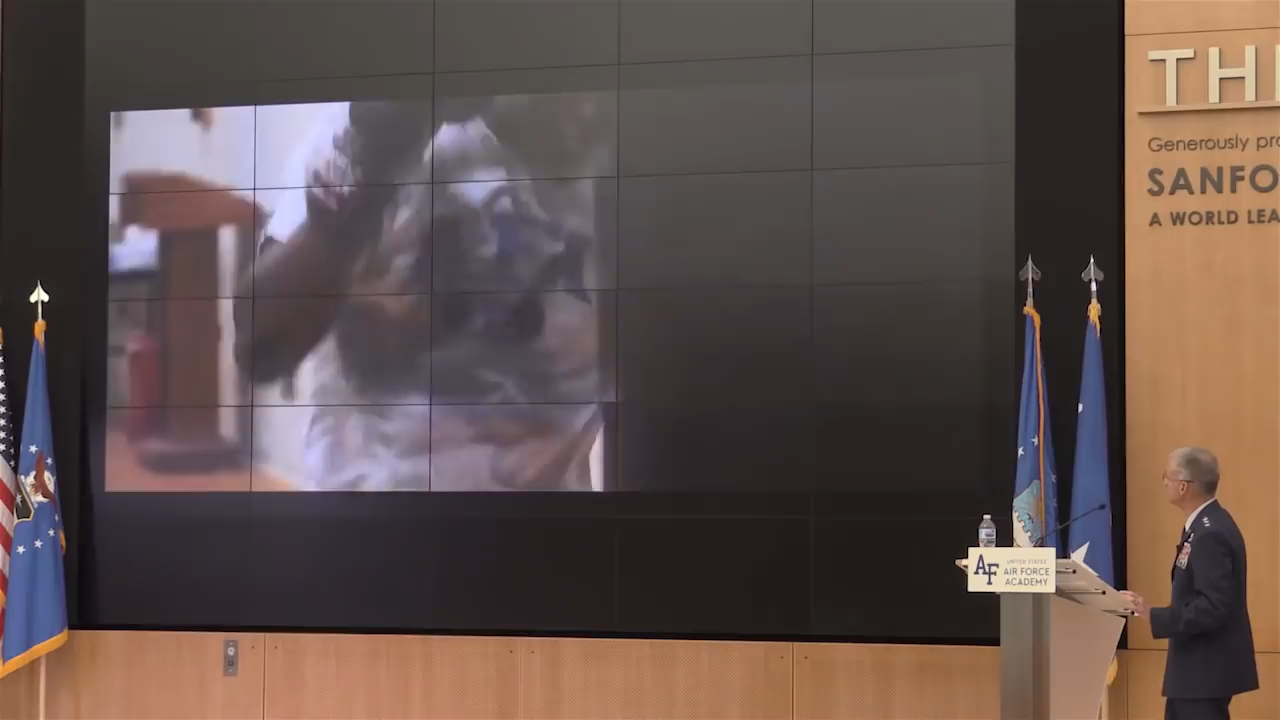 THE
Generously pro
SANFO
A WORLD LEA
AF
UNITED STATES
AIR FORCE
ACADEMY